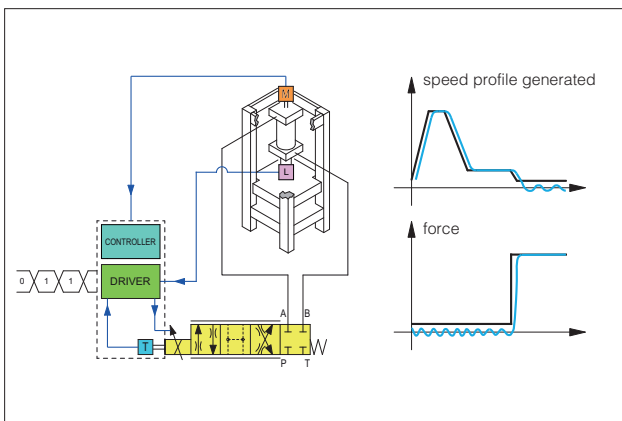 speed profile generated
M
L
CONTROLLER
DRIVER
0 1 1
force
A B
T
P T